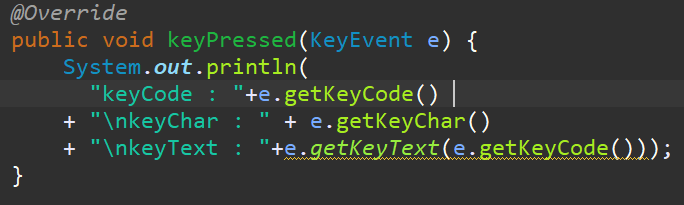 @Override
public void keyPressed(KeyEvent e) {
    System.out.println(
      "keyCode : "+e.getKeyCode()
    + "\nkeyChar : " + e.getKeyChar()
    + "\nkeyText : "+e.getKeyText(e.getKeyCode()));
}